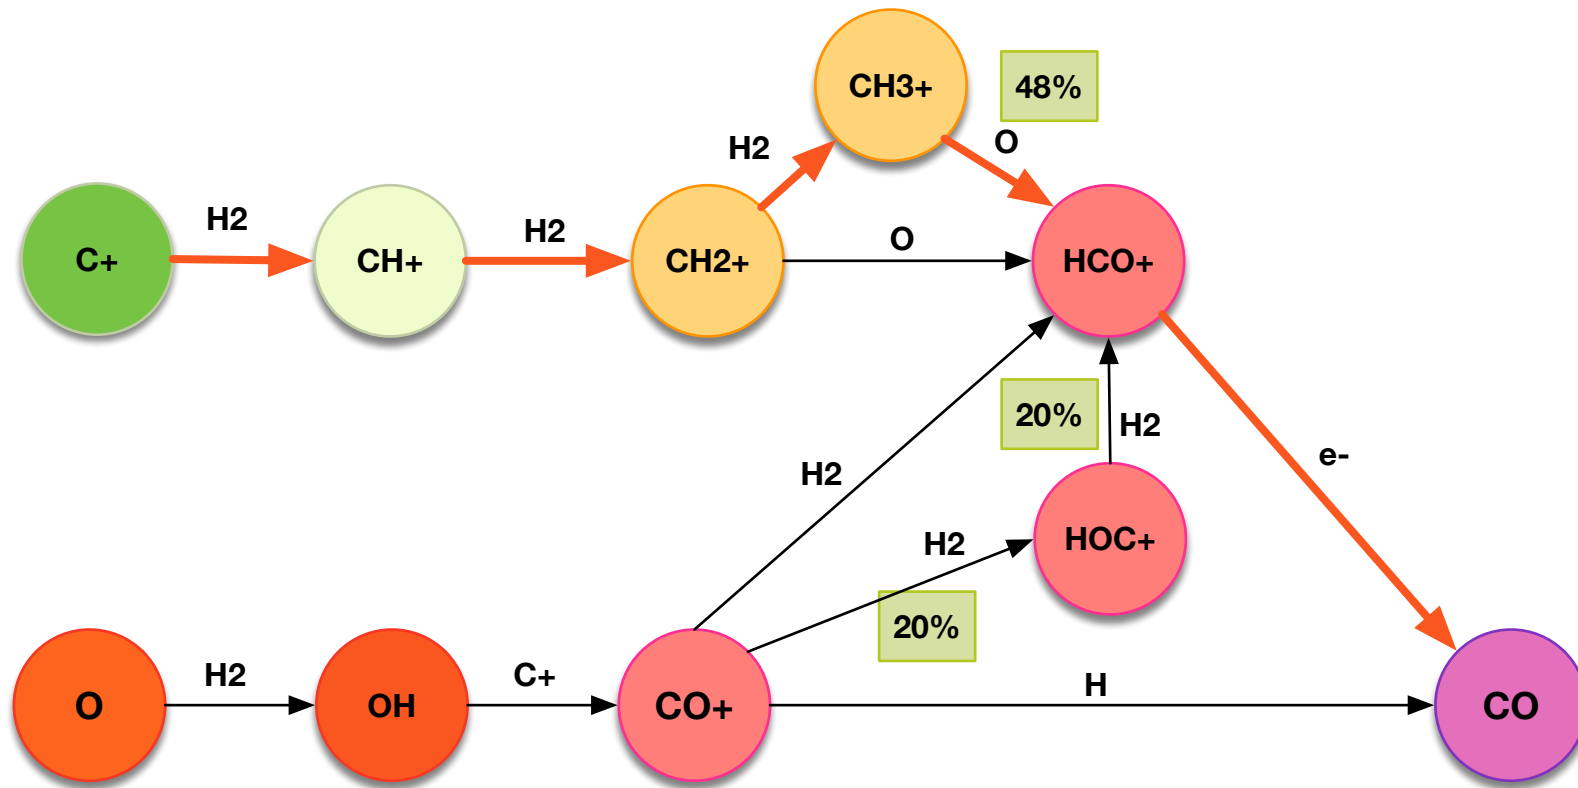 CH3+
48%
O
H2
H2
H2
O
C+
CH+
CH2+
HCO+
20%
H2
H2
e-
H2
HOC+
20%
H2
C+
H
O
OH
CO+
CO